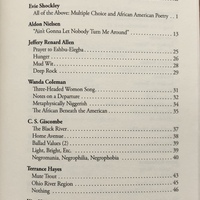 Evie Shockley
All of the Above: Multiple Choice and African American Poetry .. 1
Aldon Nielsen
"Ain't Gonna Let Nobody Turn Me Around" 13
Jeffery Renard Allen
Prayer to Eshhu-Elegba 25
Hunger 26
Mud Wit 28
Deep Rock 29
Wanda Coleman
Three-Headed Woman Song 31
Notes on a Departure 32
Metaphysically Niggerish 34
The African Beneath the American 35
C. S. Giscombe
The Black River 37
Home Avenue 38
Ballad Values (2) 39
Light, Bright, Etc. 39
Negromania, Negrophilia, Negrophobia 40
Terrance Hayes
Mass Trout 43
Ohio River Region 45
Nothing 46